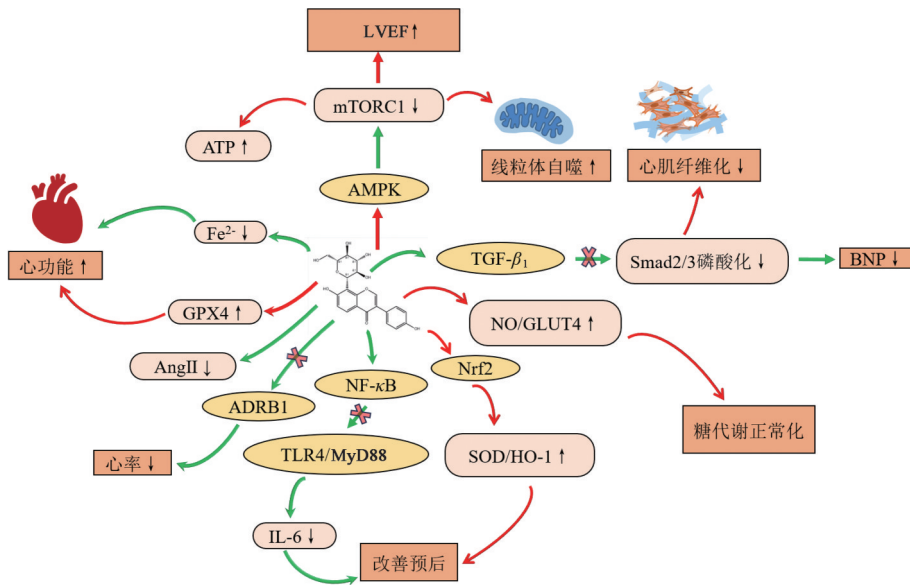 LVEF↑
mTORC1↓
ATP↑
线粒体自噬↑
心肌纤维化↓
AMPK
Fe²⁻↓
TGF-β₁
Smad2/3磷酸化↓
BNP↓
心功能↑
GPX4↑
NO/GLUT4↑
AngII↓
Nrf2
NF-κB
ADRB1
糖代谢正常化
TLR4/MyD88
SOD/HO-1↑
心率↓
IL-6↓
改善预后